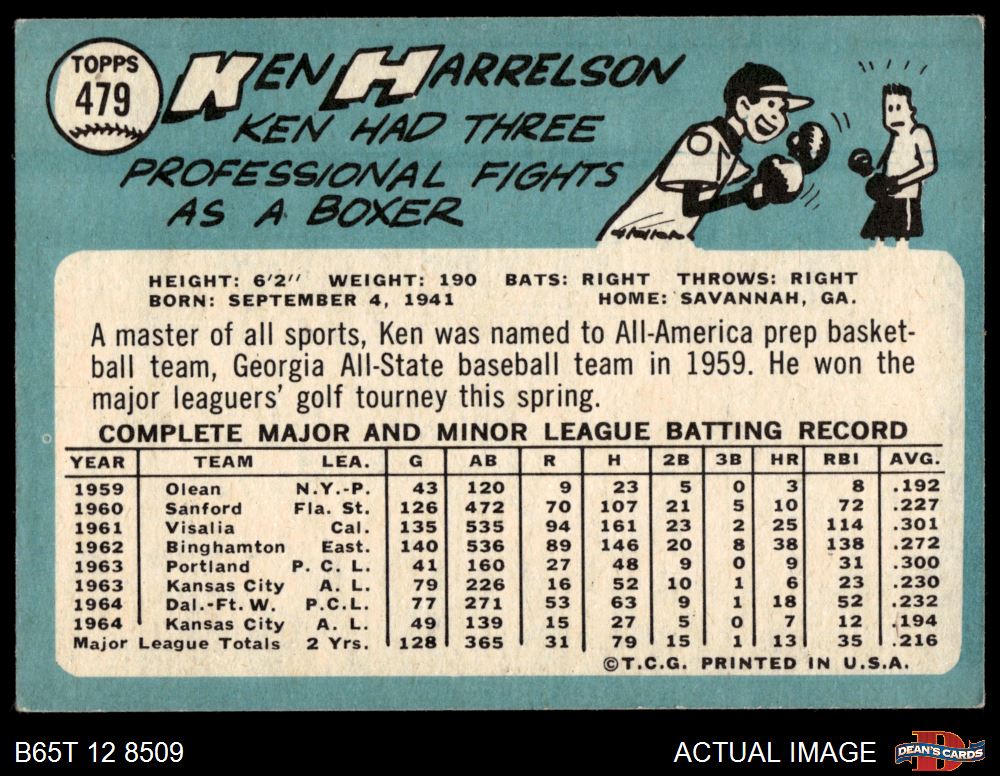 TOPPS
479
KEN HARRELSON
KEN HAD THREE
PROFESSIONAL FIGHTS
AS A BOXER
HEIGHT: 6'2" WEIGHT: 190 BATS: RIGHT THROWS: RIGHT
BORN: SEPTEMBER 4, 1941 HOME: SAVANNAH, GA.
A master of all sports, Ken was named to All-America prep basket-
ball team, Georgia All-State baseball team in 1959. He won the
major leaguers' golf tourney this spring.
COMPLETE MAJOR AND MINOR LEAGUE BATTING RECORD
YEAR TEAM LEA. G AB R H 2B 3B HR RBI AVG.
1959 Olean N.Y.-P. 43 120 9 23 5 0 3 8 .192
1960 Sanford Fla. St. 126 472 70 107 21 5 10 72 .227
1961 Visalia Cal. 135 535 94 161 23 2 25 114 .301
1962 Binghamton East. 140 536 89 146 20 8 38 138 .272
1963 Portland P. C. L. 41 160 27 48 9 0 9 31 .300
1963 Kansas City A. L. 79 226 16 52 10 1 6 23 .230
1964 Dal.-Ft. W. P.C.L. 77 271 53 63 9 1 18 52 .232
1964 Kansas City A. L. 49 139 15 27 5 0 7 12 .194
Major League Totals 2 Yrs. 128 365 31 79 15 1 13 35 .216
©T.C.G. PRINTED IN U.S.A.
B65T 12 8509 ACTUAL IMAGE DEAN'S CARDS